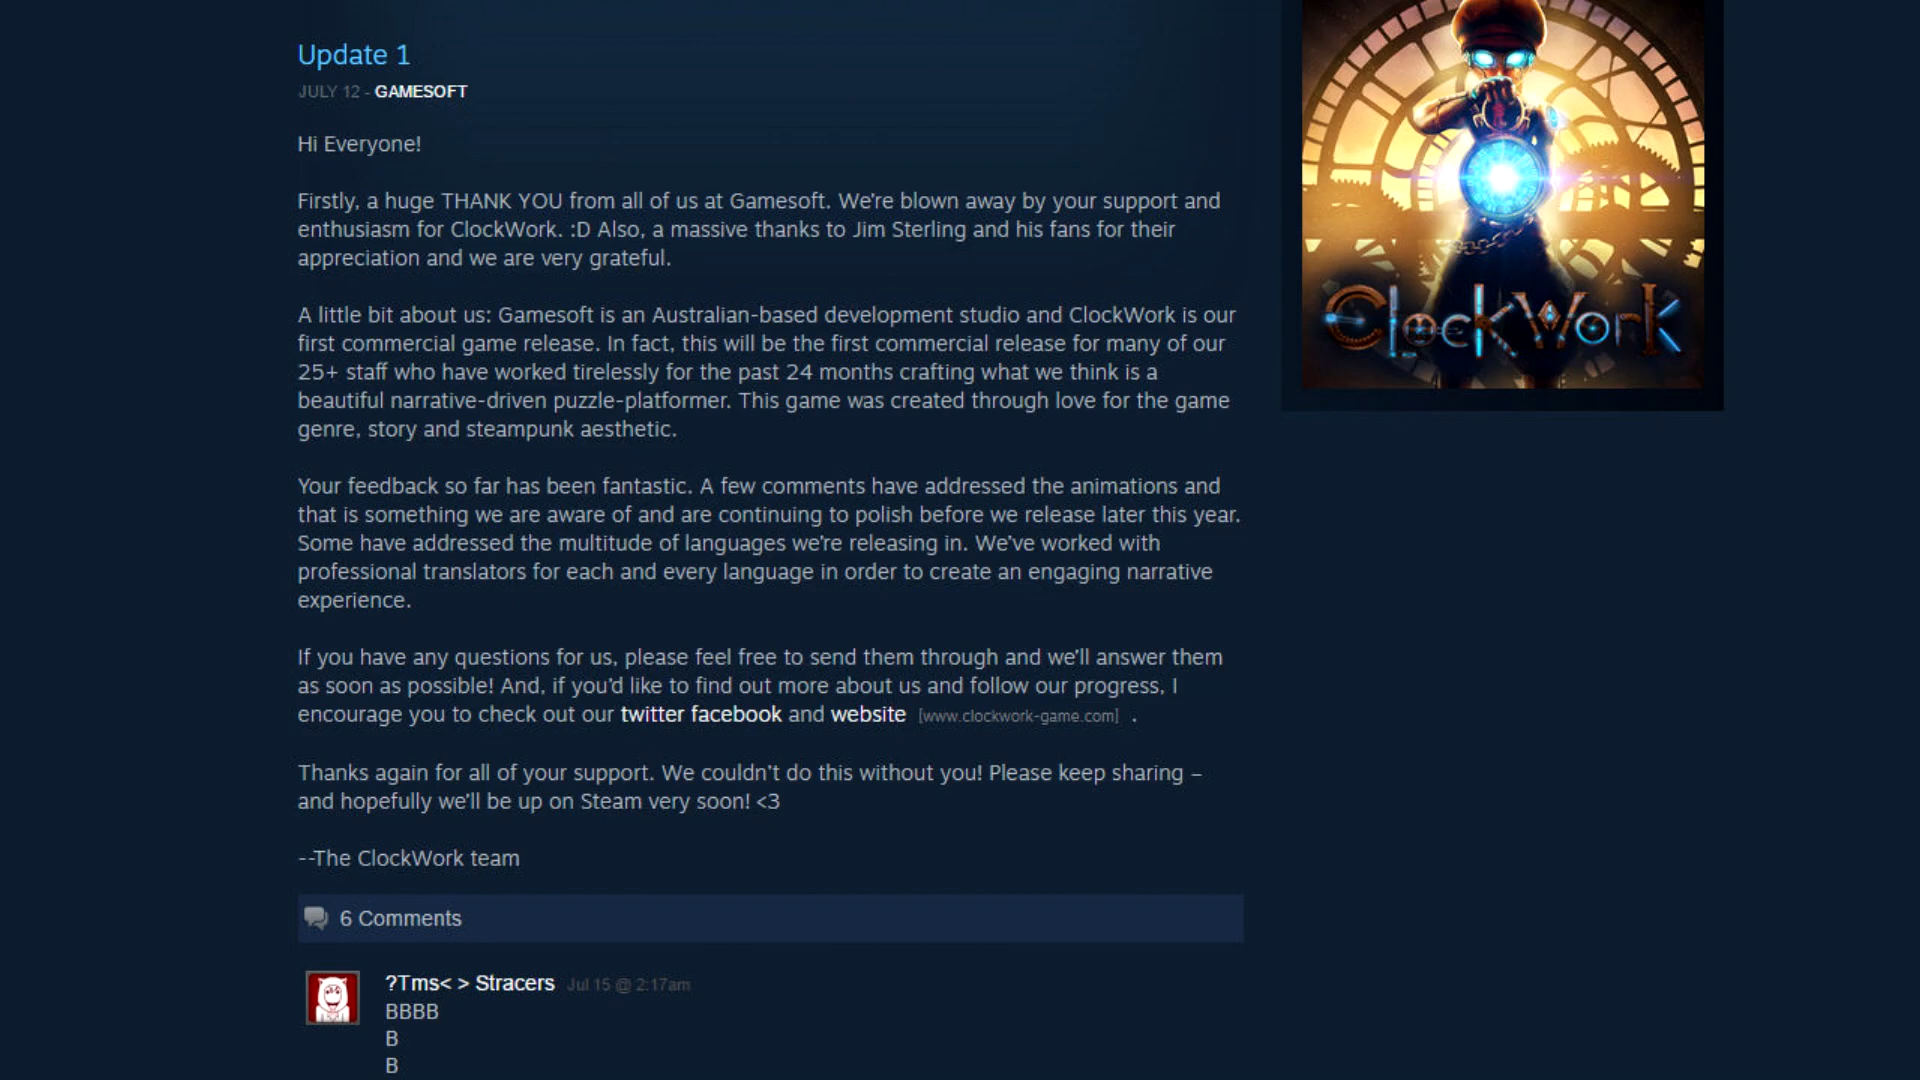 Update 1
JULY 12 - GAMESOFT
Hi Everyone!
Firstly, a huge THANK YOU from all of us at Gamesoft. We're blown away by your support and
enthusiasm for ClockWork. :D Also, a massive thanks to Jim Sterling and his fans for their
appreciation and we are very grateful.
A little bit about us: Gamesoft is an Australian-based development studio and ClockWork is our
first commercial game release. In fact, this will be the first commercial release for many of our
25+ staff who have worked tirelessly for the past 24 months crafting what we think is a
beautiful narrative-driven puzzle-platformer. This game was created through love for the game
genre, story and steampunk aesthetic.
Your feedback so far has been fantastic. A few comments have addressed the animations and
that is something we are aware of and are continuing to polish before we release later this year.
Some have addressed the multitude of languages we're releasing in. We've worked with
professional translators for each and every language in order to create an engaging narrative
experience.
If you have any questions for us, please feel free to send them through and we'll answer them
as soon as possible! And, if you'd like to find out more about us and follow our progress, I
encourage you to check out our twitter facebook and website [www.clockwork-game.com] .
Thanks again for all of your support. We couldn't do this without you! Please keep sharing –
and hopefully we'll be up on Steam very soon! <3
--The ClockWork team
6 Comments
?Tms< > Stracers Jul 15 @ 2:17am
BBBB
B
B
ClockWork